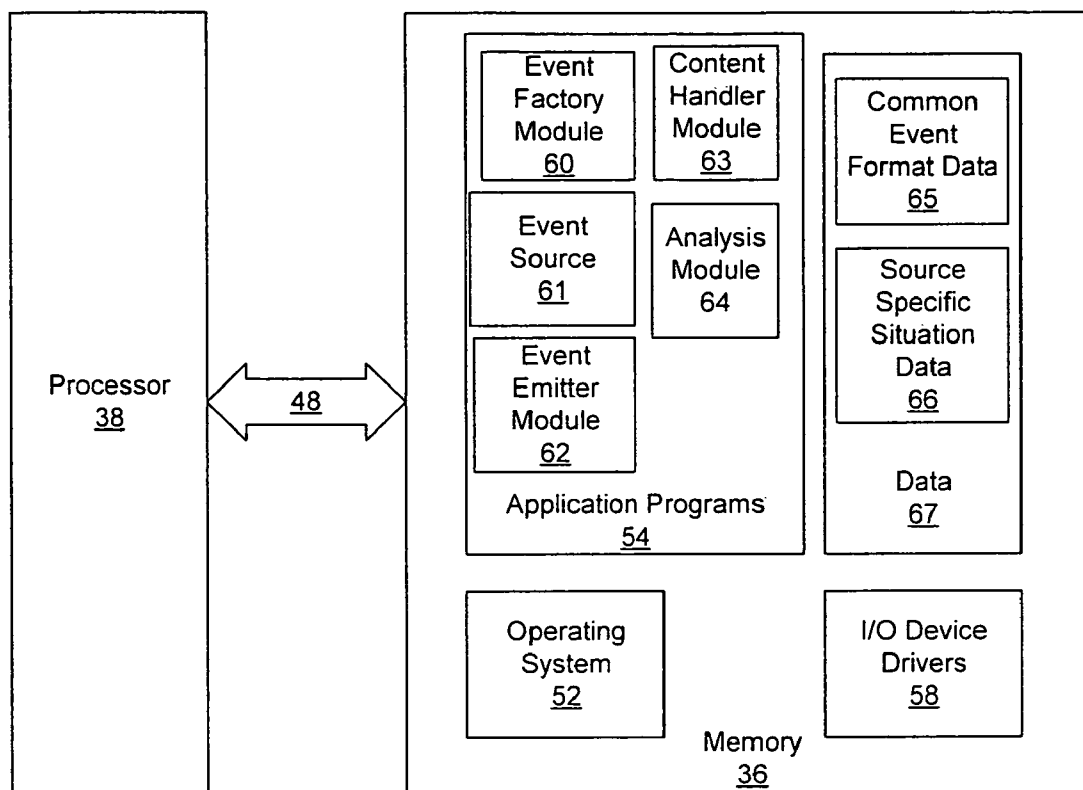 Processor
38
48
Event
Factory
Module
60
Content
Handler
Module
63
Event
Source
61
Analysis
Module
64
Event
Emitter
Module
62
Application Programs
54
Common
Event
Format Data
65
Source
Specific
Situation
Data
66
Data
67
Operating
System
52
I/O Device
Drivers
58
Memory
36